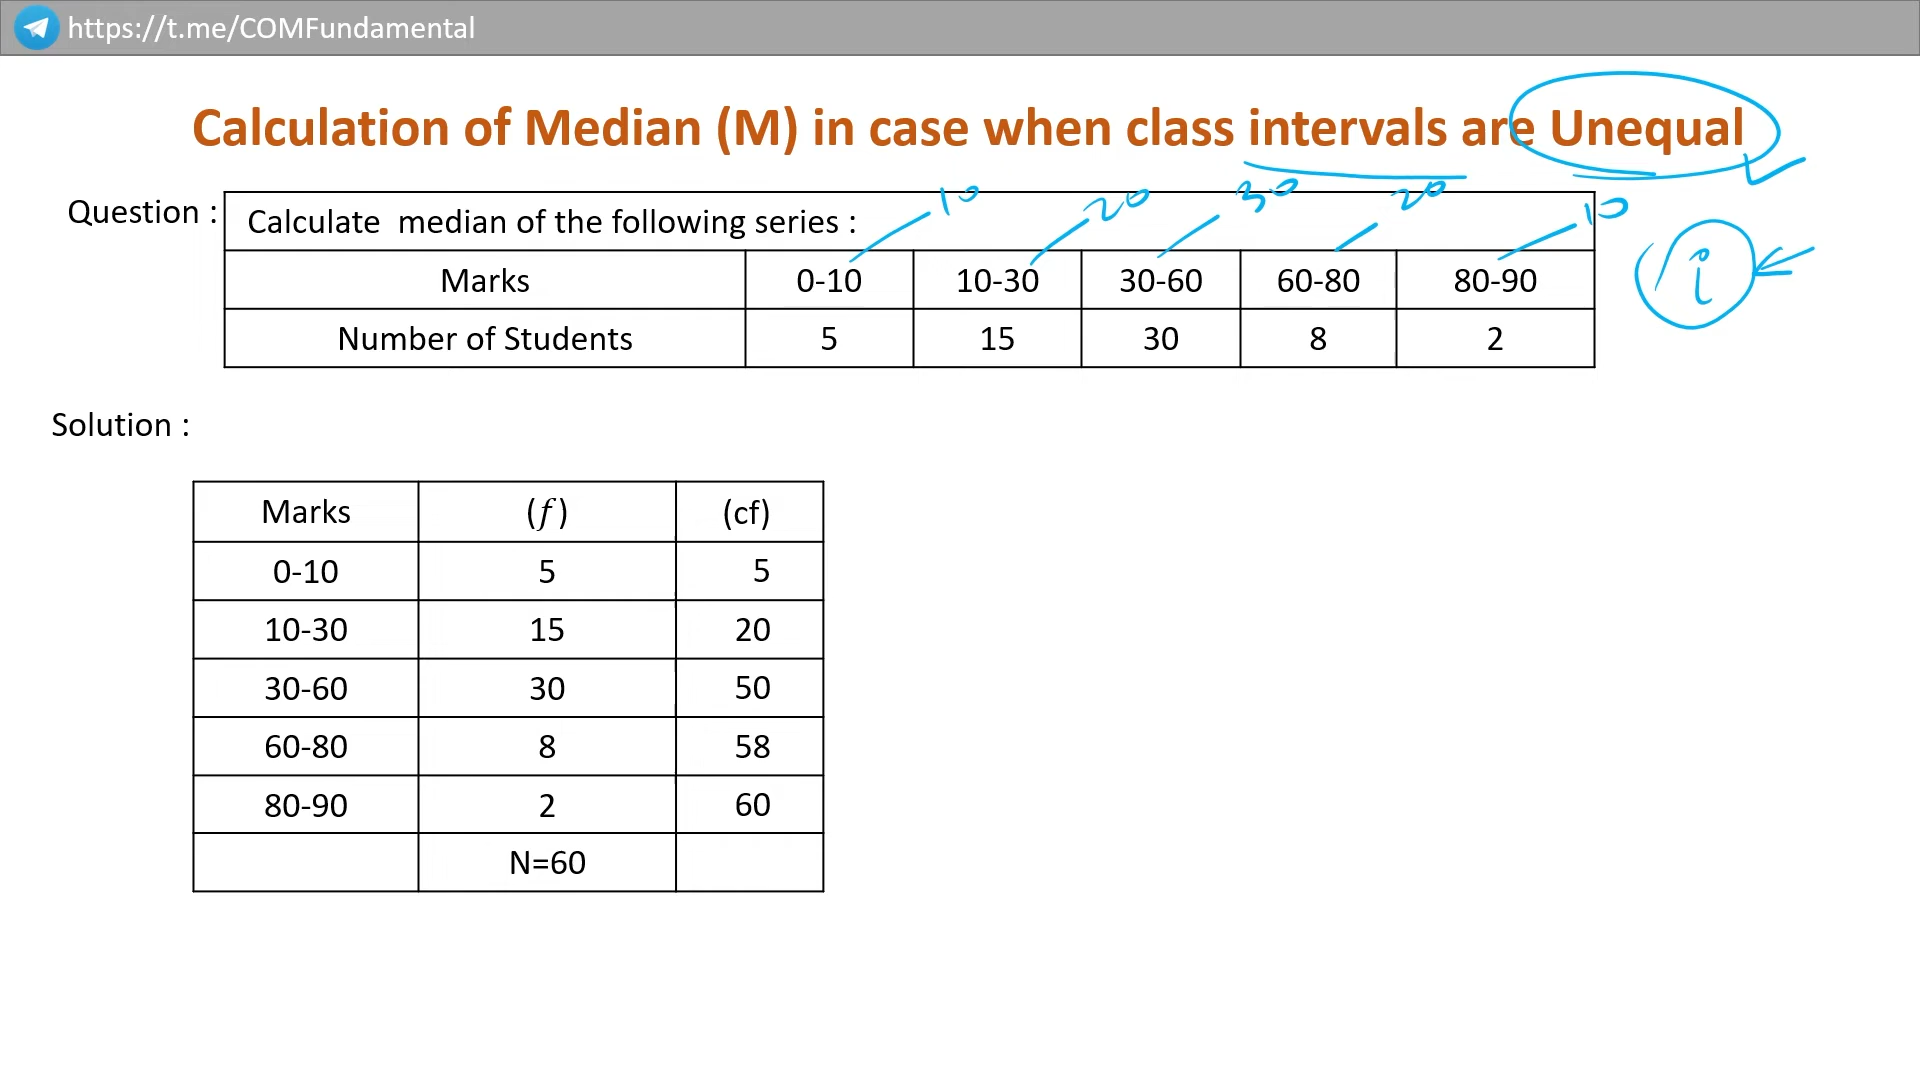 https://t.me/COMFundamental
Calculation of Median (M) in case when class intervals are Unequal
10 20 30 20 10
Question : Calculate median of the following series :
i
Marks 0-10 10-30 30-60 60-80 80-90
Number of Students 5 15 30 8 2
Solution :
Marks (f) (cf)
0-10 5 5
10-30 15 20
30-60 30 50
60-80 8 58
80-90 2 60
N=60